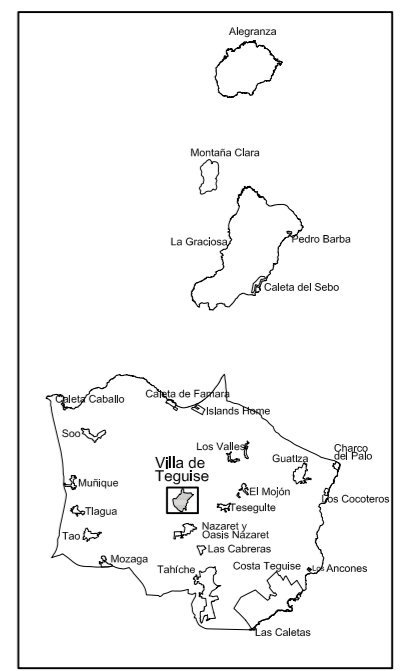 Alegranza
Montaña Clara
La Graciosa
Pedro Barba
Caleta del Sebo
Caleta Caballo
Caleta de Famara
Islands Home
Soo
Los Valles
Guatiza
Charco
del Palo
Villa de
Teguise
Muñique
El Mojón
Los Cocoteros
Tiagua
Teseguite
Tao
Nazaret y
Oasis Nazaret
Las Cabreras
Mozaga
Tahíche
Costa Teguise
Los Ancones
Las Caletas